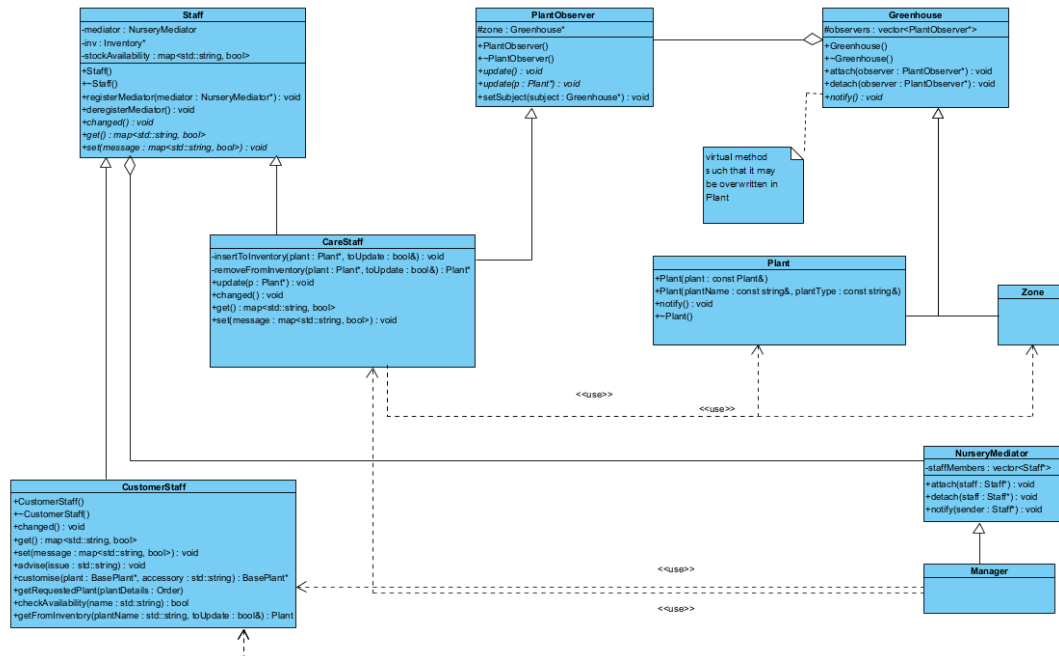 Staff
-mediator : NurseryMediator
-inv : Inventory*
-stockAvailability : map<std::string, bool>
+Staff()
+~Staff()
+registerMediator(mediator : NurseryMediator*) : void
+deregisterMediator() : void
+changed() : void
+get() : map<std::string, bool>
+set(message : map<std::string, bool>) : void
PlantObserver
#zone : Greenhouse*
+PlantObserver()
+~PlantObserver()
+update() : void
+update(p : Plant*) : void
+setSubject(subject : Greenhouse*) : void
Greenhouse
#observers : vector<PlantObserver*>
+Greenhouse()
-~Greenhouse()
+attach(observer : PlantObserver*) : void
+detach(observer : PlantObserver*) : void
+notify() : void
virtual method
such that it may
be overwritten in
Plant
CareStaff
-insertToInventory(plant : Plant*, toUpdate : bool&) : void
-removeFromInventory(plant : Plant*, toUpdate : bool&) : Plant*
+update(p : Plant*) : void
+changed() : void
+get() : map<std::string, bool>
+set(message : map<std::string, bool>) : void
Plant
+Plant(plant : const Plant&)
+Plant(plantName : const string&, plantType : const string&)
+notify() : void
+~Plant()
Zone
<<use>>
<<use>>
NurseryMediator
-staffMembers : vector<Staff*>
+attach(staff : Staff*) : void
+detach(staff : Staff*) : void
+notify(sender : Staff*) : void
CustomerStaff
+CustomerStaff()
+~CustomerStaff()
+changed() : void
+get() : map<std::string, bool>
+set(message : map<std::string, bool>) : void
+advise(issue : std::string) : void
+customise(plant : BasePlant*, accessory : std::string) : BasePlant*
+getRequestedPlant(plantDetails : Order)
+checkAvailability(name : std::string) : bool
+getFromInventory(plantName : std::string, toUpdate : bool&) : Plant
Manager
<<use>>
<<use>>